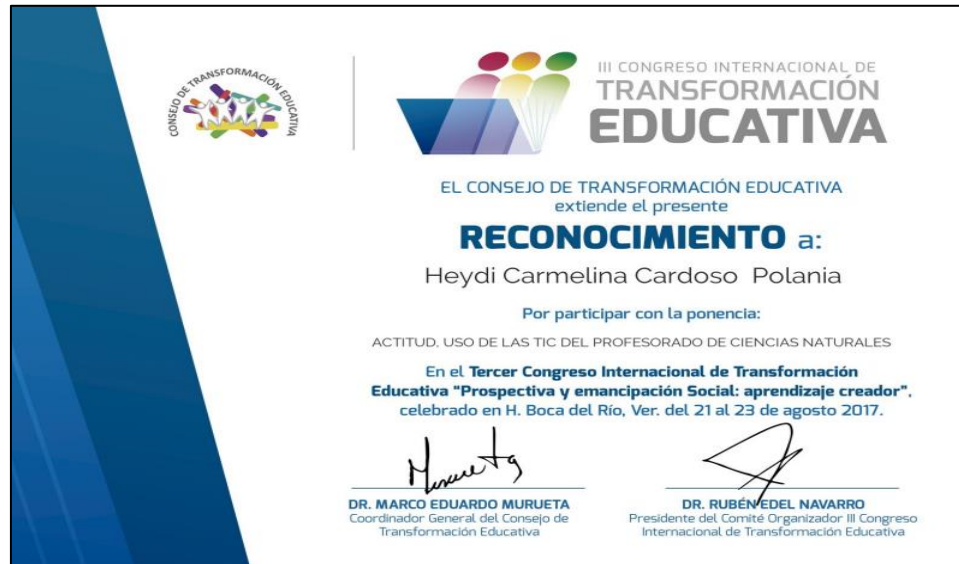 CONSEJO DE TRANSFORMACIÓN EDUCATIVA
III CONGRESO INTERNACIONAL DE
TRANSFORMACIÓN
EDUCATIVA
EL CONSEJO DE TRANSFORMACIÓN EDUCATIVA
extiende el presente
RECONOCIMIENTO a:
Heydi Carmelina Cardoso Polania
Por participar con la ponencia:
ACTITUD, USO DE LAS TIC DEL PROFESORADO DE CIENCIAS NATURALES
En el Tercer Congreso Internacional de Transformación
Educativa "Prospectiva y emancipación Social: aprendizaje creador",
celebrado en H. Boca del Río, Ver. del 21 al 23 de agosto 2017.
DR. MARCO EDUARDO MURUETA
Coordinador General del Consejo de
Transformación Educativa
DR. RUBÉN EDEL NAVARRO
Presidente del Comité Organizador III Congreso
Internacional de Transformación Educativa